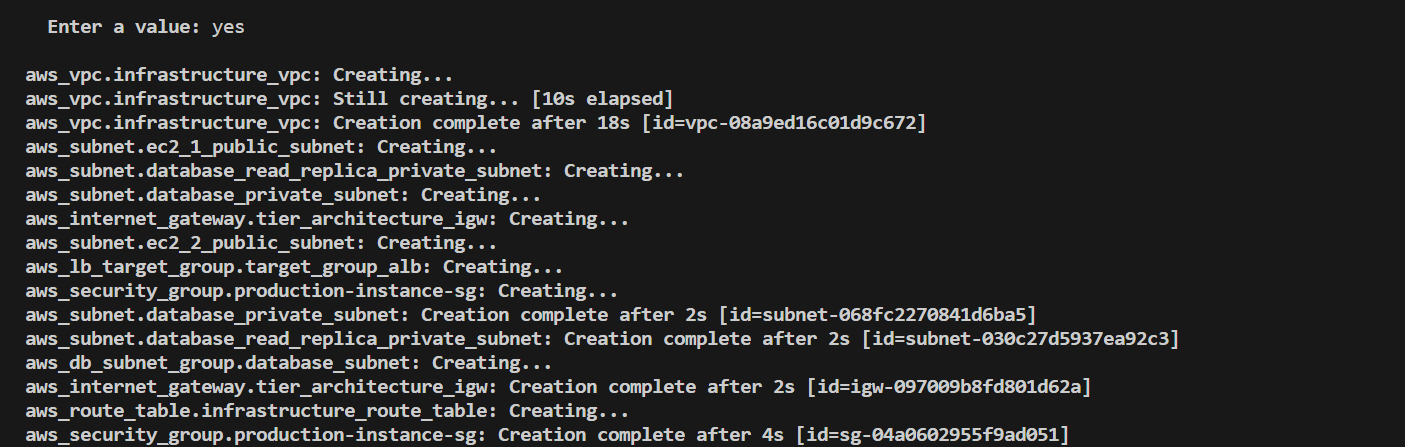 Enter a value: yes
aws_vpc.infrastructure_vpc: Creating...
aws_vpc.infrastructure_vpc: Still creating... [10s elapsed]
aws_vpc.infrastructure_vpc: Creation complete after 18s [id=vpc-08a9ed16c01d9c672]
aws_subnet.ec2_1_public_subnet: Creating...
aws_subnet.database_read_replica_private_subnet: Creating...
aws_subnet.database_private_subnet: Creating...
aws_internet_gateway.tier_architecture_igw: Creating...
aws_subnet.ec2_2_public_subnet: Creating...
aws_lb_target_group.target_group_alb: Creating...
aws_security_group.production-instance-sg: Creating...
aws_subnet.database_private_subnet: Creation complete after 2s [id=subnet-068fc2270841d6ba5]
aws_subnet.database_read_replica_private_subnet: Creation complete after 2s [id=subnet-030c27d5937ea92c3]
aws_db_subnet_group.database_subnet: Creating...
aws_internet_gateway.tier_architecture_igw: Creation complete after 2s [id=igw-097009b8fd801d62a]
aws_route_table.infrastructure_route_table: Creating...
aws_security_group.production-instance-sg: Creation complete after 4s [id=sg-04a0602955f9ad051]